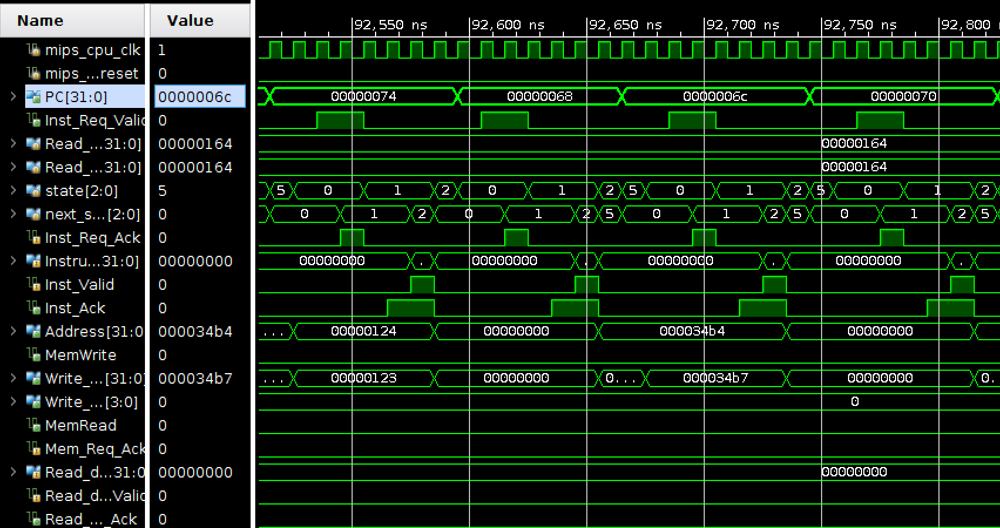 Name Value
92,550 ns 92,600 ns 92,650 ns 92,700 ns 92,750 ns 92,800
mips_cpu_clk 1
mips_...reset 0
PC[31:0] 0000006c 00000074 00000068 0000006c 00000070
Inst_Req_Valid 0
Read_...31:0] 00000164 00000164
Read_...31:0] 00000164 00000164
state[2:0] 5 5 0 1 2 0 1 2 5 0 1 2 5 0 1 2
next_s...[2:0] 0 0 1 2 0 1 2 5 0 1 2 5 0 1 2 5
Inst_Req_Ack 0
Instru...31:0] 00000000 00000000 . 00000000 . 00000000 . 00000000 .
Inst_Valid 0
Inst_Ack 0
Address[31:0 000034b4 ... 00000124 00000000 000034b4 00000000
MemWrite 0
Write_...[31:0] 000034b7 ... 00000123 00000000 0... 000034b7 00000000 0.
Write_...[3:0] 0 0
MemRead 0
Mem_Req_Ack 0
Read_d...31:0 00000000 00000000
Read_d...Valid 0
Read_..._Ack 0